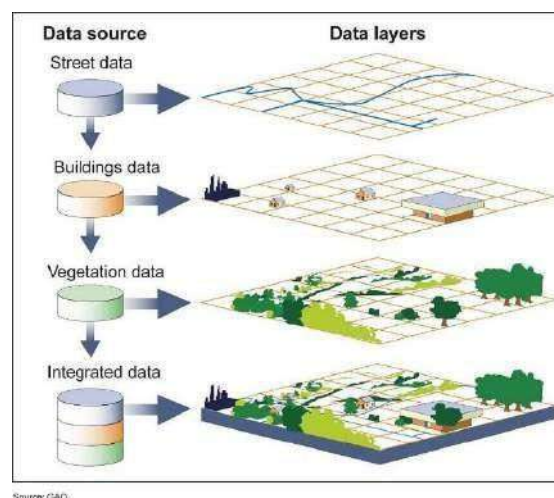 Data source
Data layers
Street data
Buildings data
Vegetation data
Integrated data
Source: GAO